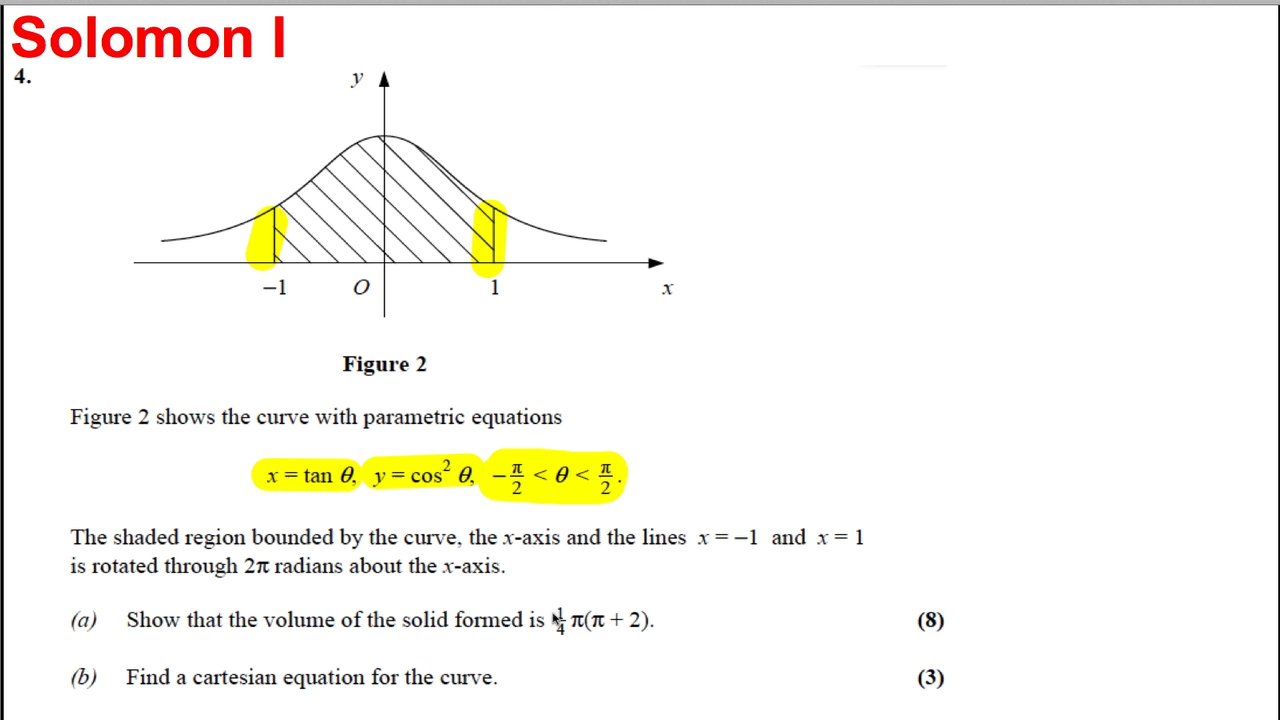 Solomon I
4.
y
−1 O 1 x
Figure 2
Figure 2 shows the curve with parametric equations
x = tan θ, y = cos² θ, −π/2 < θ < π/2.
The shaded region bounded by the curve, the x-axis and the lines x = −1 and x = 1
is rotated through 2π radians about the x-axis.
(a) Show that the volume of the solid formed is 1/4 π(π + 2). (8)
(b) Find a cartesian equation for the curve. (3)